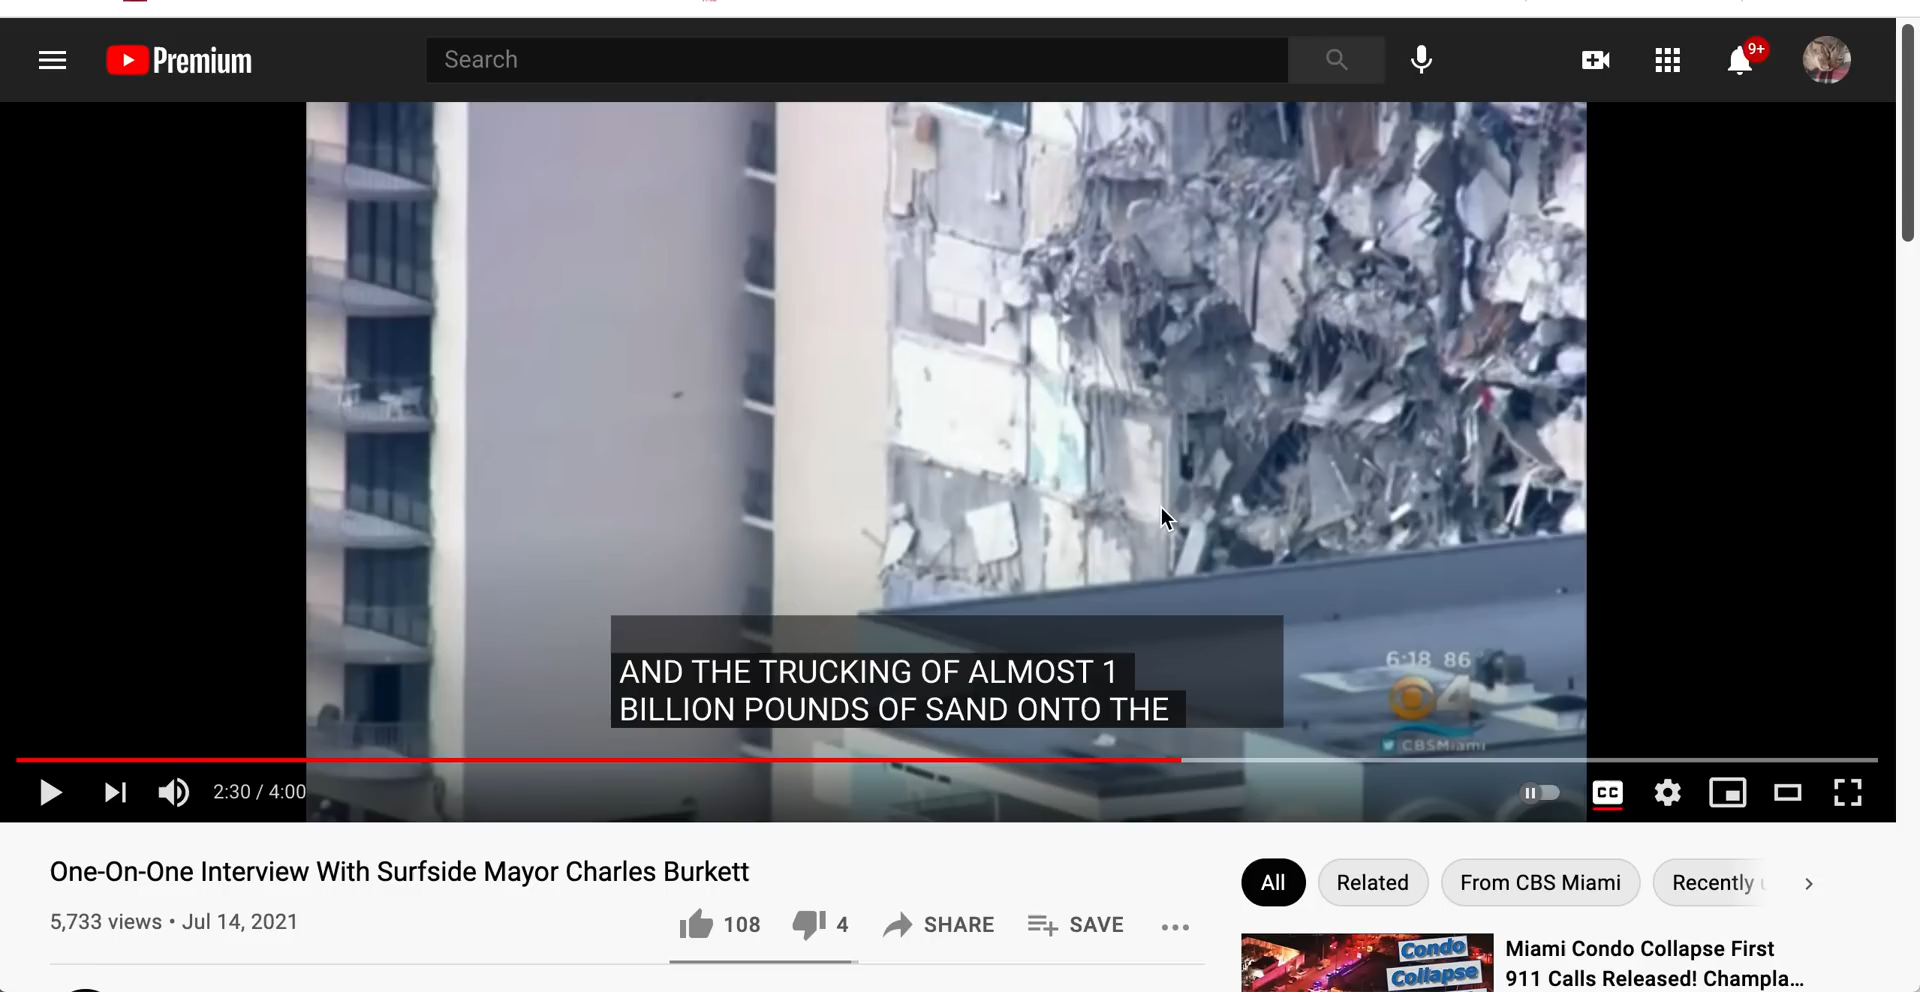 Premium
Search
9+
AND THE TRUCKING OF ALMOST 1
BILLION POUNDS OF SAND ONTO THE
6:18 86
4
CBSMiami
2:30 / 4:00
CC
One-On-One Interview With Surfside Mayor Charles Burkett
5,733 views • Jul 14, 2021
108
4
SHARE
SAVE
All
Related
From CBS Miami
Recently
Condo
Collapse
Miami Condo Collapse First
911 Calls Released! Champla...